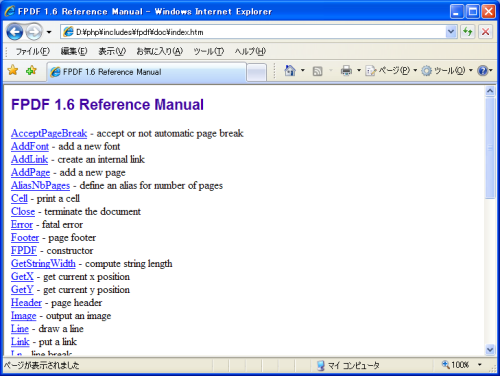 FPDF 1.6 Reference Manual - Windows Internet Explorer
D:¥php¥includes¥fpdf¥doc¥index.htm
ファイル(F) 編集(E) 表示(V) お気に入り(A) ツール(T) ヘルプ(H)
FPDF 1.6 Reference Manual ページ(P) ツール(O)
FPDF 1.6 Reference Manual
AcceptPageBreak - accept or not automatic page break
AddFont - add a new font
AddLink - create an internal link
AddPage - add a new page
AliasNbPages - define an alias for number of pages
Cell - print a cell
Close - terminate the document
Error - fatal error
Footer - page footer
FPDF - constructor
GetStringWidth - compute string length
GetX - get current x position
GetY - get current y position
Header - page header
Image - output an image
Line - draw a line
Link - put a link
Ln - line break
ページが表示されました マイ コンピュータ 100%